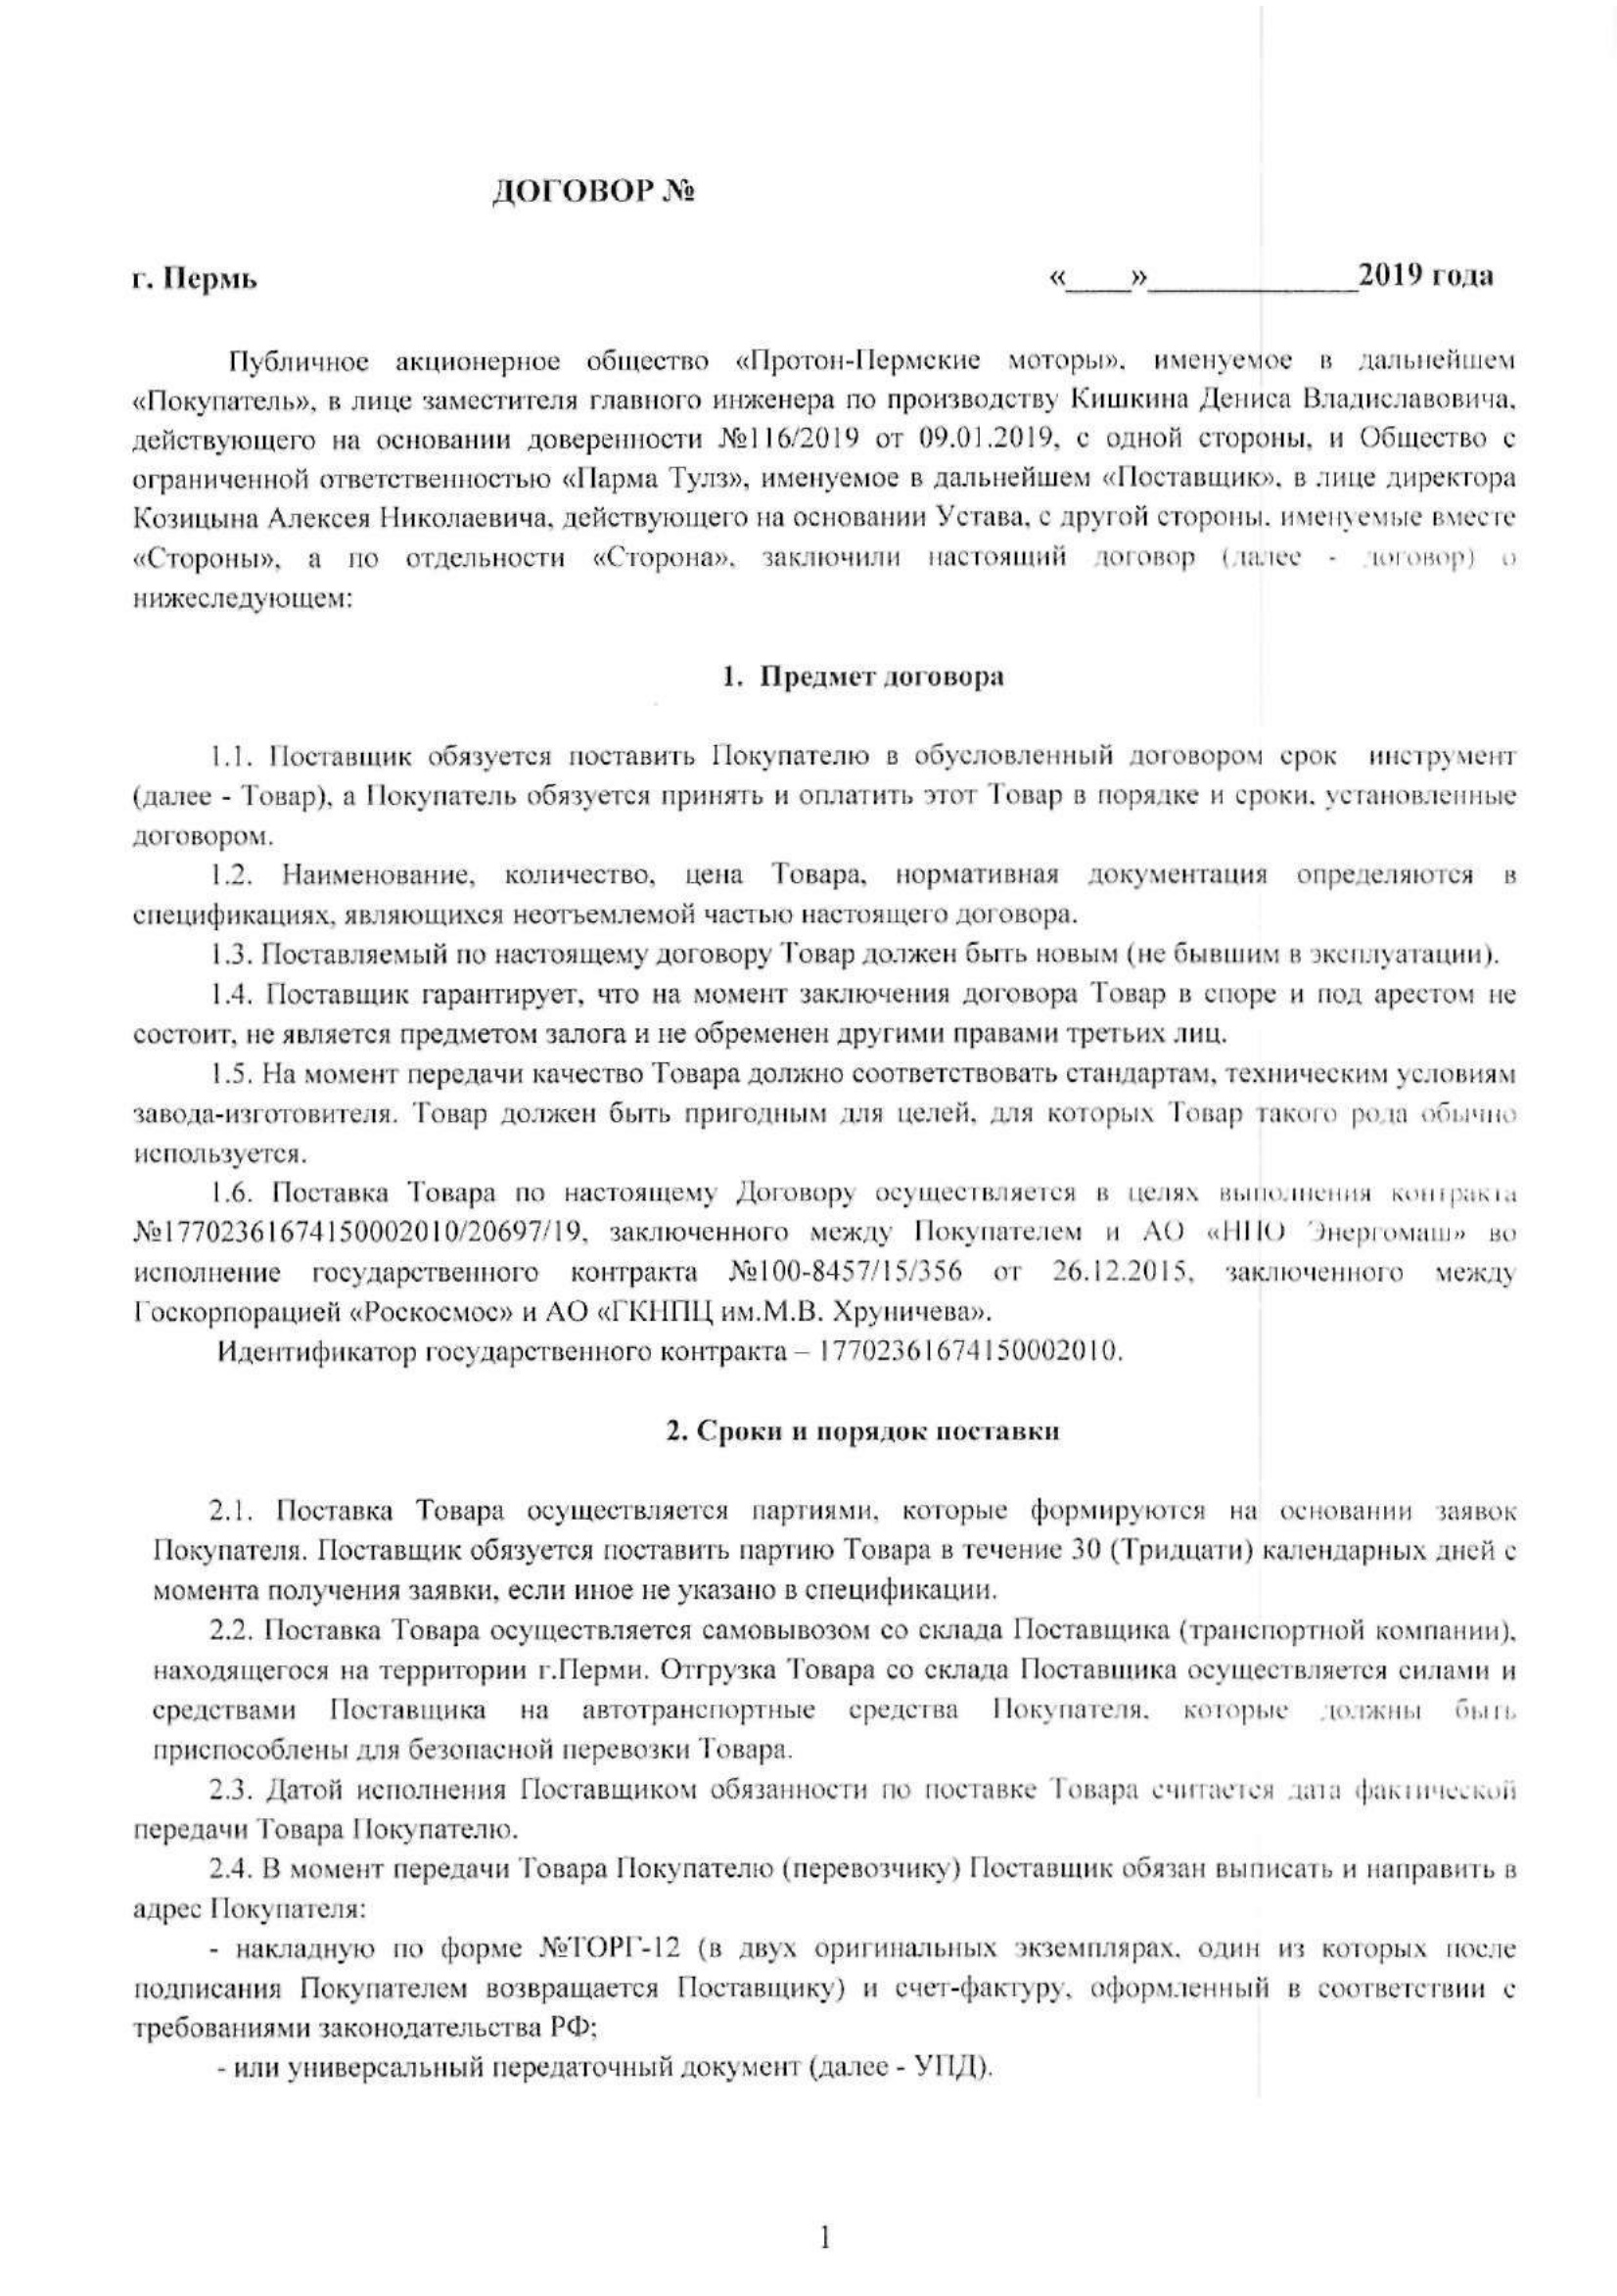 ДОГОВОР №
г. Пермь «____»______________2019 года
Публичное акционерное общество «Протон-Пермские моторы», именуемое в дальнейшем
«Покупатель», в лице заместителя главного инженера по производству Кишкина Дениса Владиславовича,
действующего на основании доверенности №116/2019 от 09.01.2019, с одной стороны, и Общество с
ограниченной ответственностью «Парма Тулз», именуемое в дальнейшем «Поставщик», в лице директора
Козицына Алексея Николаевича, действующего на основании Устава, с другой стороны, именуемые вместе
«Стороны», а по отдельности «Сторона», заключили настоящий договор (далее - договор) о
нижеследующем:
1. Предмет договора
1.1. Поставщик обязуется поставить Покупателю в обусловленный договором срок инструмент
(далее - Товар), а Покупатель обязуется принять и оплатить этот Товар в порядке и сроки, установленные
договором.
1.2. Наименование, количество, цена Товара, нормативная документация определяются в
спецификациях, являющихся неотъемлемой частью настоящего договора.
1.3. Поставляемый по настоящему договору Товар должен быть новым (не бывшим в эксплуатации).
1.4. Поставщик гарантирует, что на момент заключения договора Товар в споре и под арестом не
состоит, не является предметом залога и не обременен другими правами третьих лиц.
1.5. На момент передачи качество Товара должно соответствовать стандартам, техническим условиям
завода-изготовителя. Товар должен быть пригодным для целей, для которых Товар такого рода обычно
используется.
1.6. Поставка Товара по настоящему Договору осуществляется в целях выполнения контракта
№17702361674150002010/20697/19, заключенного между Покупателем и АО «НПО Энергомаш» во
исполнение государственного контракта №100-8457/15/356 от 26.12.2015, заключенного между
Госкорпорацией «Роскосмос» и АО «ГКНПЦ им.М.В. Хруничева».
Идентификатор государственного контракта – 17702361674150002010.
2. Сроки и порядок поставки
2.1. Поставка Товара осуществляется партиями, которые формируются на основании заявок
Покупателя. Поставщик обязуется поставить партию Товара в течение 30 (Тридцати) календарных дней с
момента получения заявки, если иное не указано в спецификации.
2.2. Поставка Товара осуществляется самовывозом со склада Поставщика (транспортной компании),
находящегося на территории г.Перми. Отгрузка Товара со склада Поставщика осуществляется силами и
средствами Поставщика на автотранспортные средства Покупателя, которые должны быть
приспособлены для безопасной перевозки Товара.
2.3. Датой исполнения Поставщиком обязанности по поставке Товара считается дата фактической
передачи Товара Покупателю.
2.4. В момент передачи Товара Покупателю (перевозчику) Поставщик обязан выписать и направить в
адрес Покупателя:
- накладную по форме №ТОРГ-12 (в двух оригинальных экземплярах, один из которых после
подписания Покупателем возвращается Поставщику) и счет-фактуру, оформленный в соответствии с
требованиями законодательства РФ;
- или универсальный передаточный документ (далее - УПД).
1